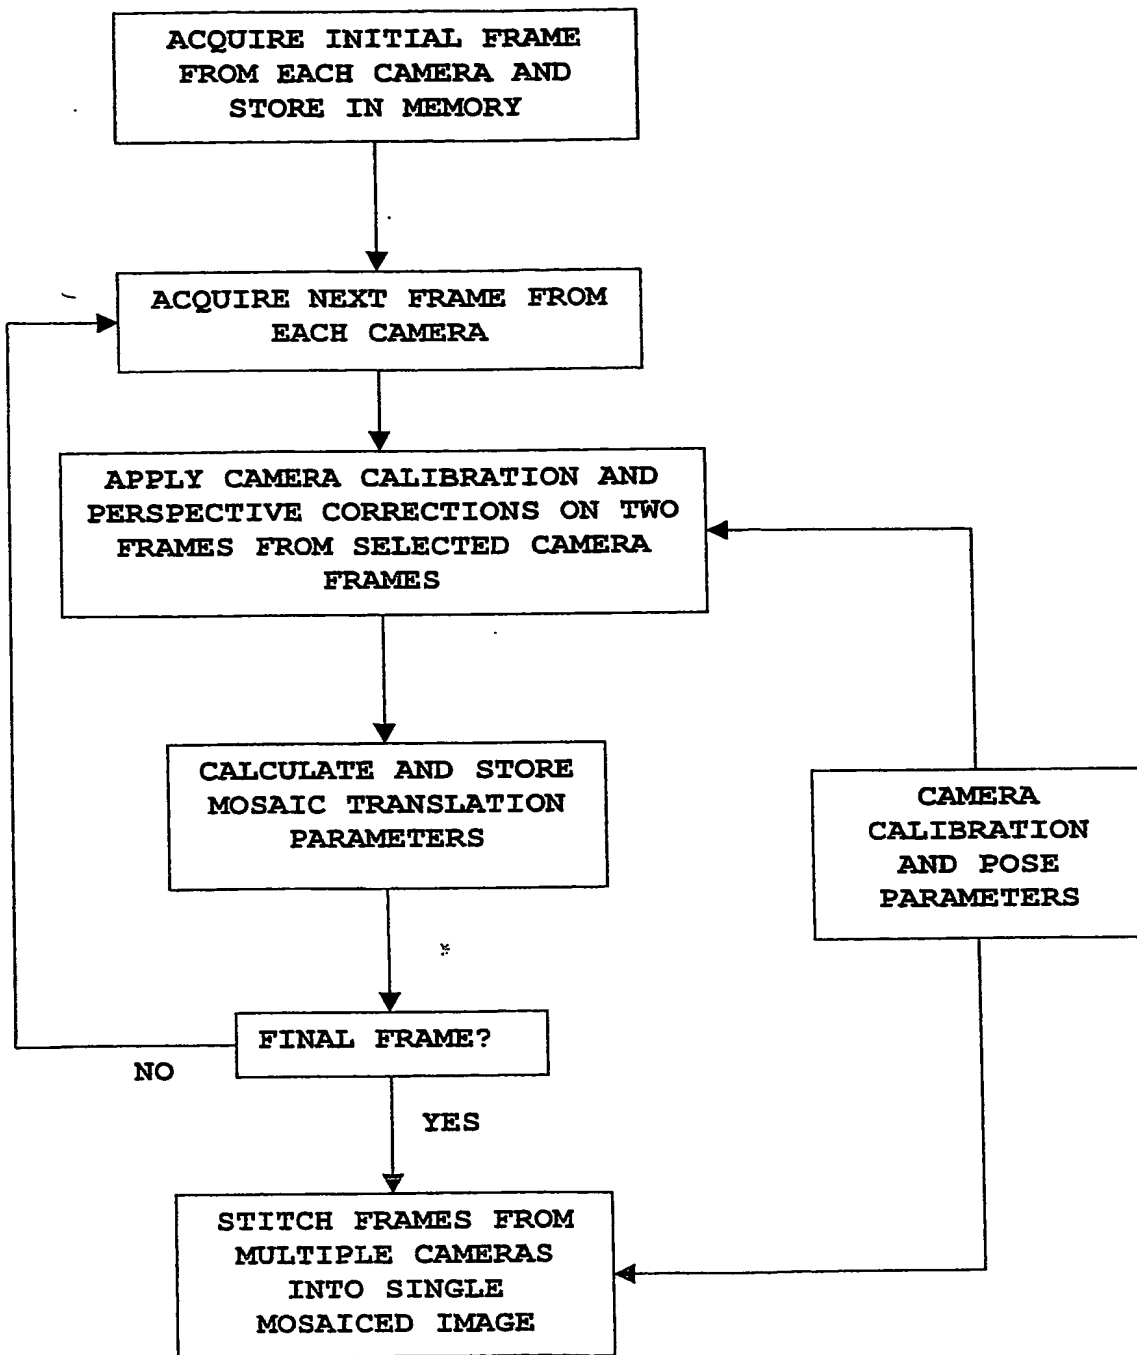 ACQUIRE INITIAL FRAME
FROM EACH CAMERA AND
STORE IN MEMORY
ACQUIRE NEXT FRAME FROM
EACH CAMERA
APPLY CAMERA CALIBRATION AND
PERSPECTIVE CORRECTIONS ON TWO
FRAMES FROM SELECTED CAMERA
FRAMES
CALCULATE AND STORE
MOSAIC TRANSLATION
PARAMETERS
CAMERA
CALIBRATION
AND POSE
PARAMETERS
FINAL FRAME?
NO
YES
STITCH FRAMES FROM
MULTIPLE CAMERAS
INTO SINGLE
MOSAICED IMAGE